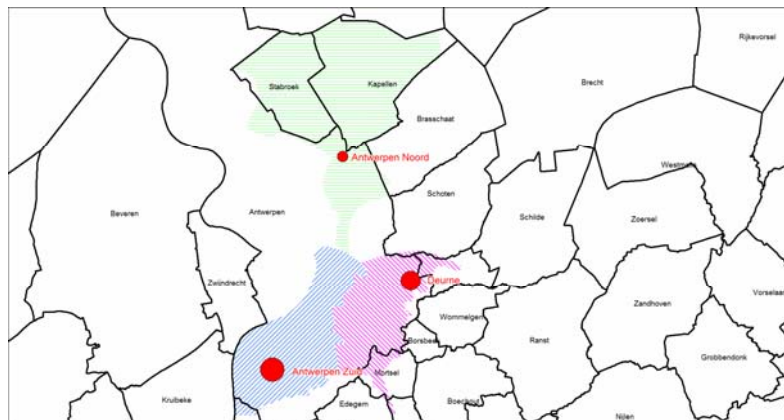 Rijkevorsel
Stabroek
Kapellen
Brecht
Brasschaat
Antwerpen Noord
Westmalle
Schoten
Beveren
Antwerpen
Schilde
Zoersel
Zwijndrecht
Deurne
Vorselaar
Zandhoven
Wommelgem
Borsbeek
Ranst
Grobbendonk
Antwerpen Zuid
Mortsel
Boechout
Kruibeke
Edegem
Nijlen